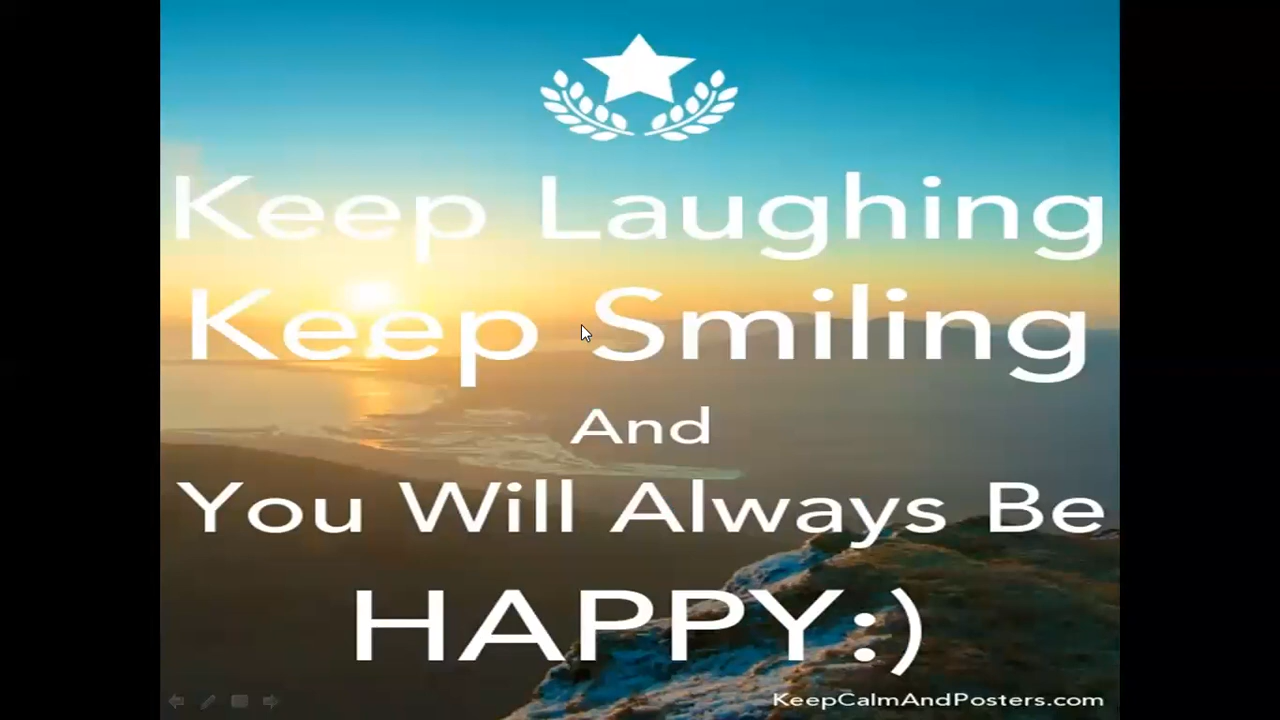 Keep Laughing
Keep Smiling
And
You Will Always Be
HAPPY:)
KeepCalmAndPosters.com